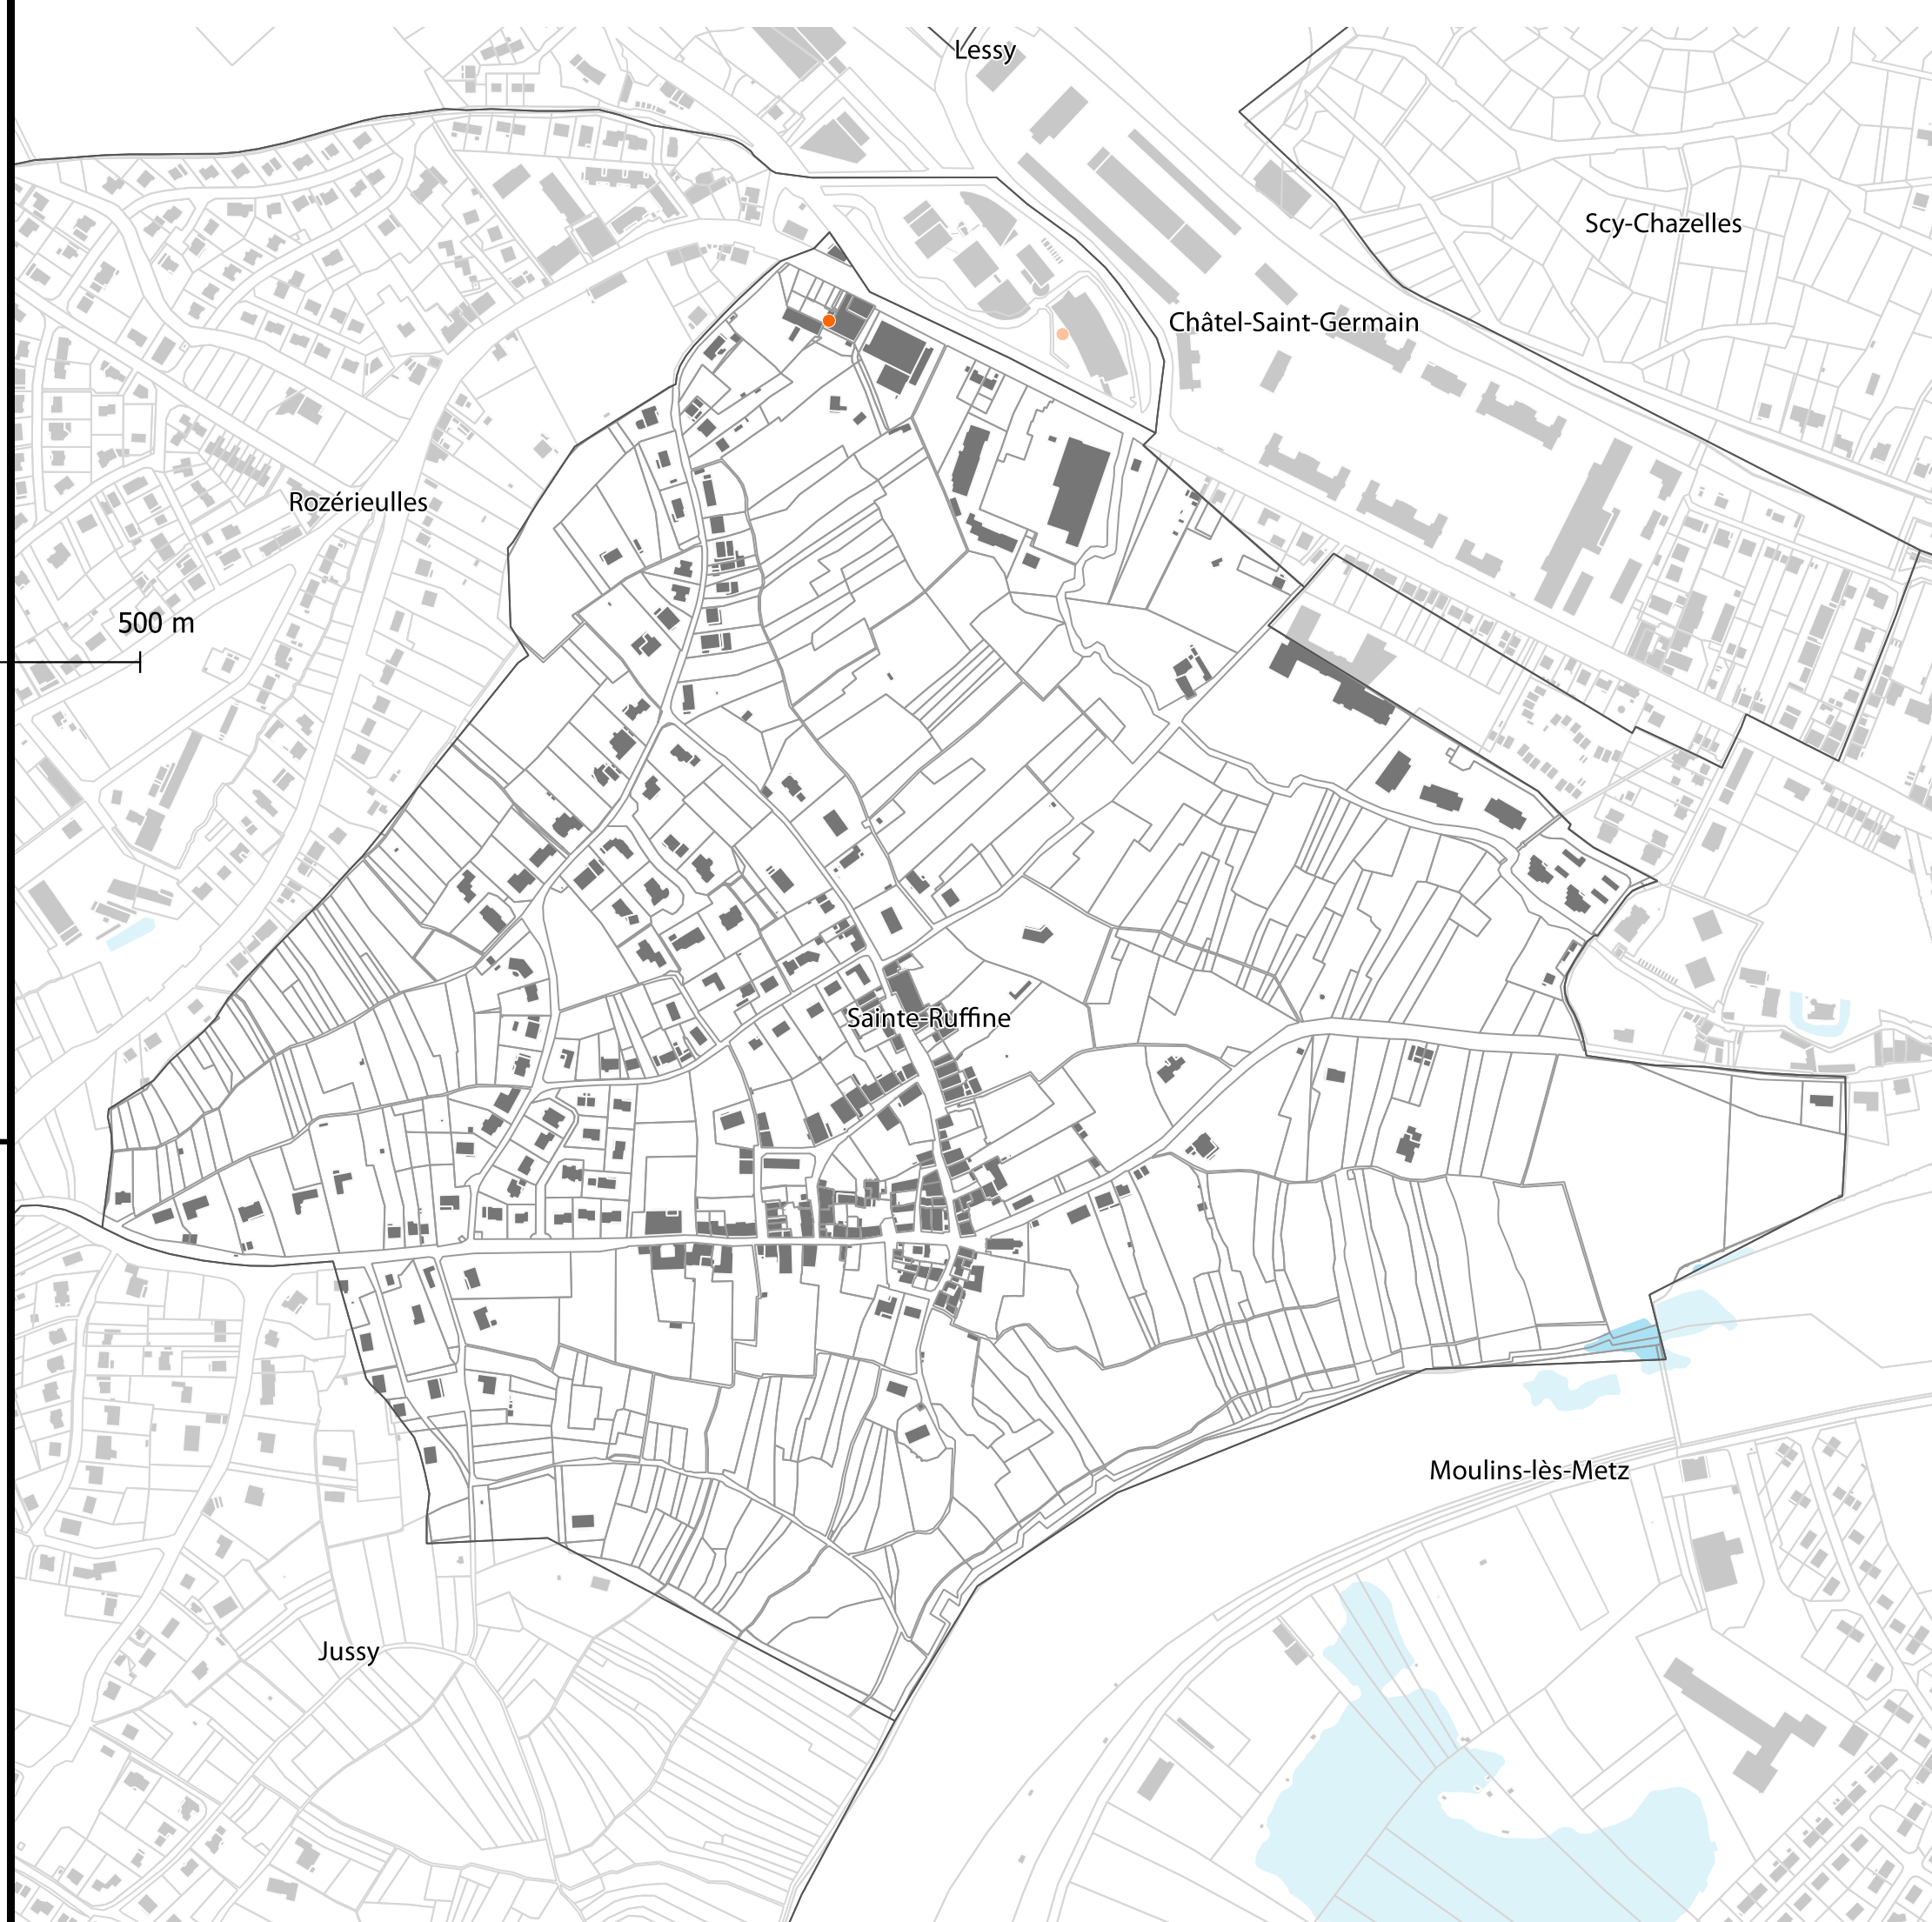 Lessy
Scy-Chazelles
Châtel-Saint-Germain
Rozérieulles
500 m
Sainte-Ruffine
Moulins-lès-Metz
Jussy